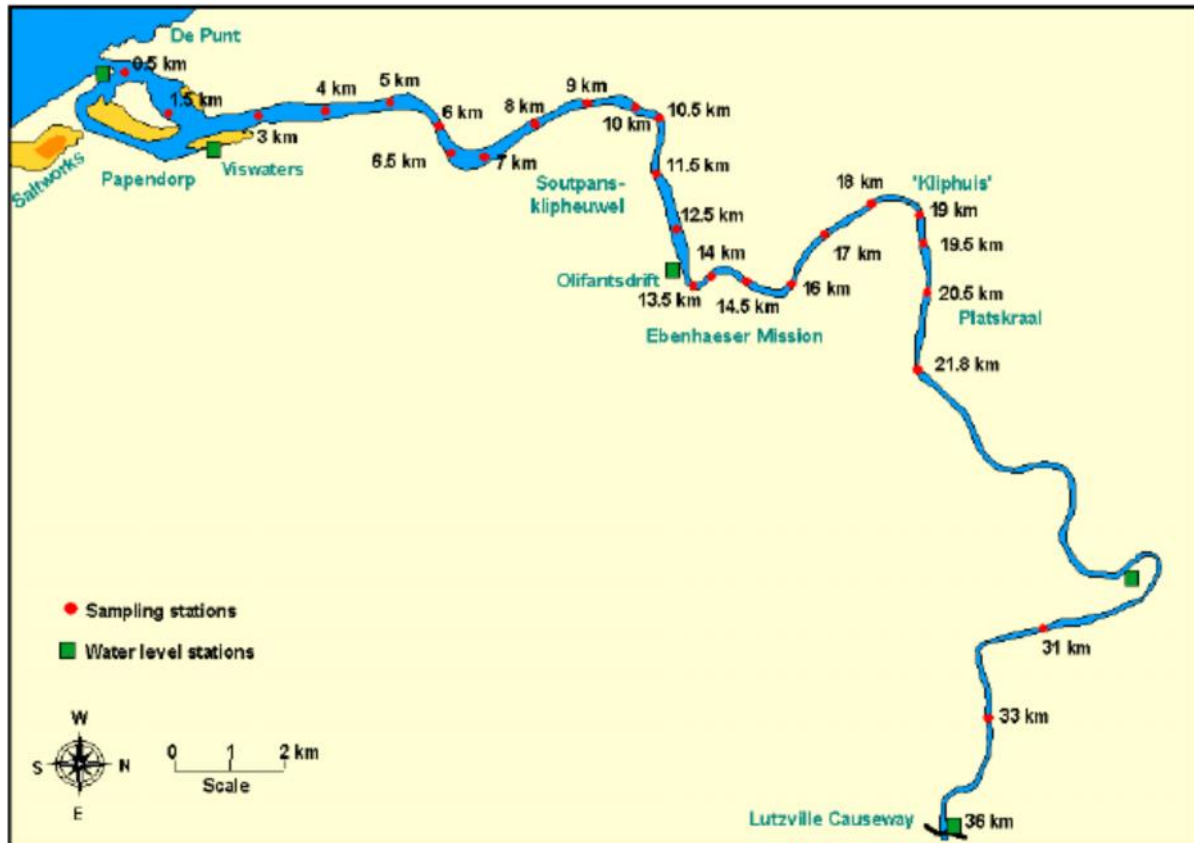 De Punt
0.5 km
1.5 km
3 km
4 km
5 km
6 km
6.5 km
7 km
8 km
9 km
10 km
10.5 km
11.5 km
12.5 km
13.5 km
14 km
14.5 km
16 km
17 km
18 km
'Kliphuis'
19 km
19.5 km
20.5 km
Platskraal
21.8 km
Saltworks
Papendorp
Viswaters
Soutpans-
klipheuwel
Olifantsdrift
Ebenhaeser Mission
31 km
33 km
36 km
Lutzville Causeway
Sampling stations
Water level stations
W
S
N
E
0 1 2 km
Scale